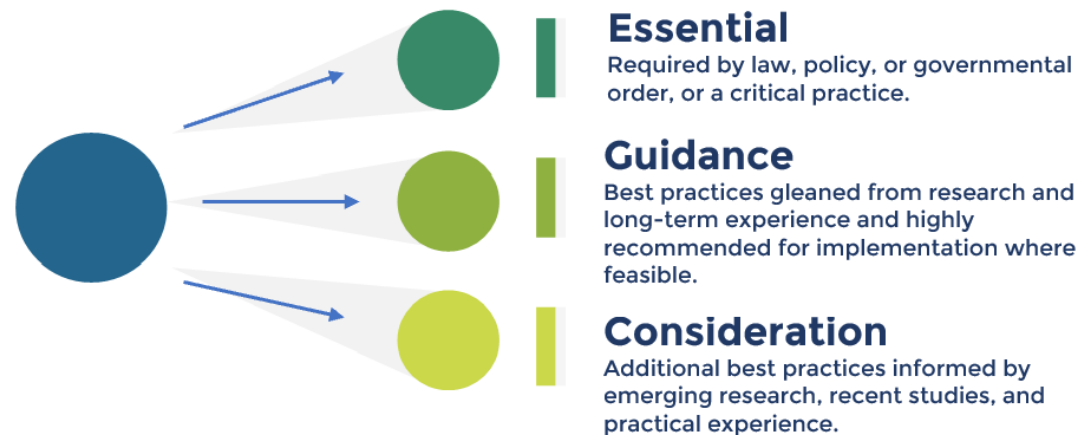 Essential
Required by law, policy, or governmental
order, or a critical practice.
Guidance
Best practices gleaned from research and
long-term experience and highly
recommended for implementation where
feasible.
Consideration
Additional best practices informed by
emerging research, recent studies, and
practical experience.